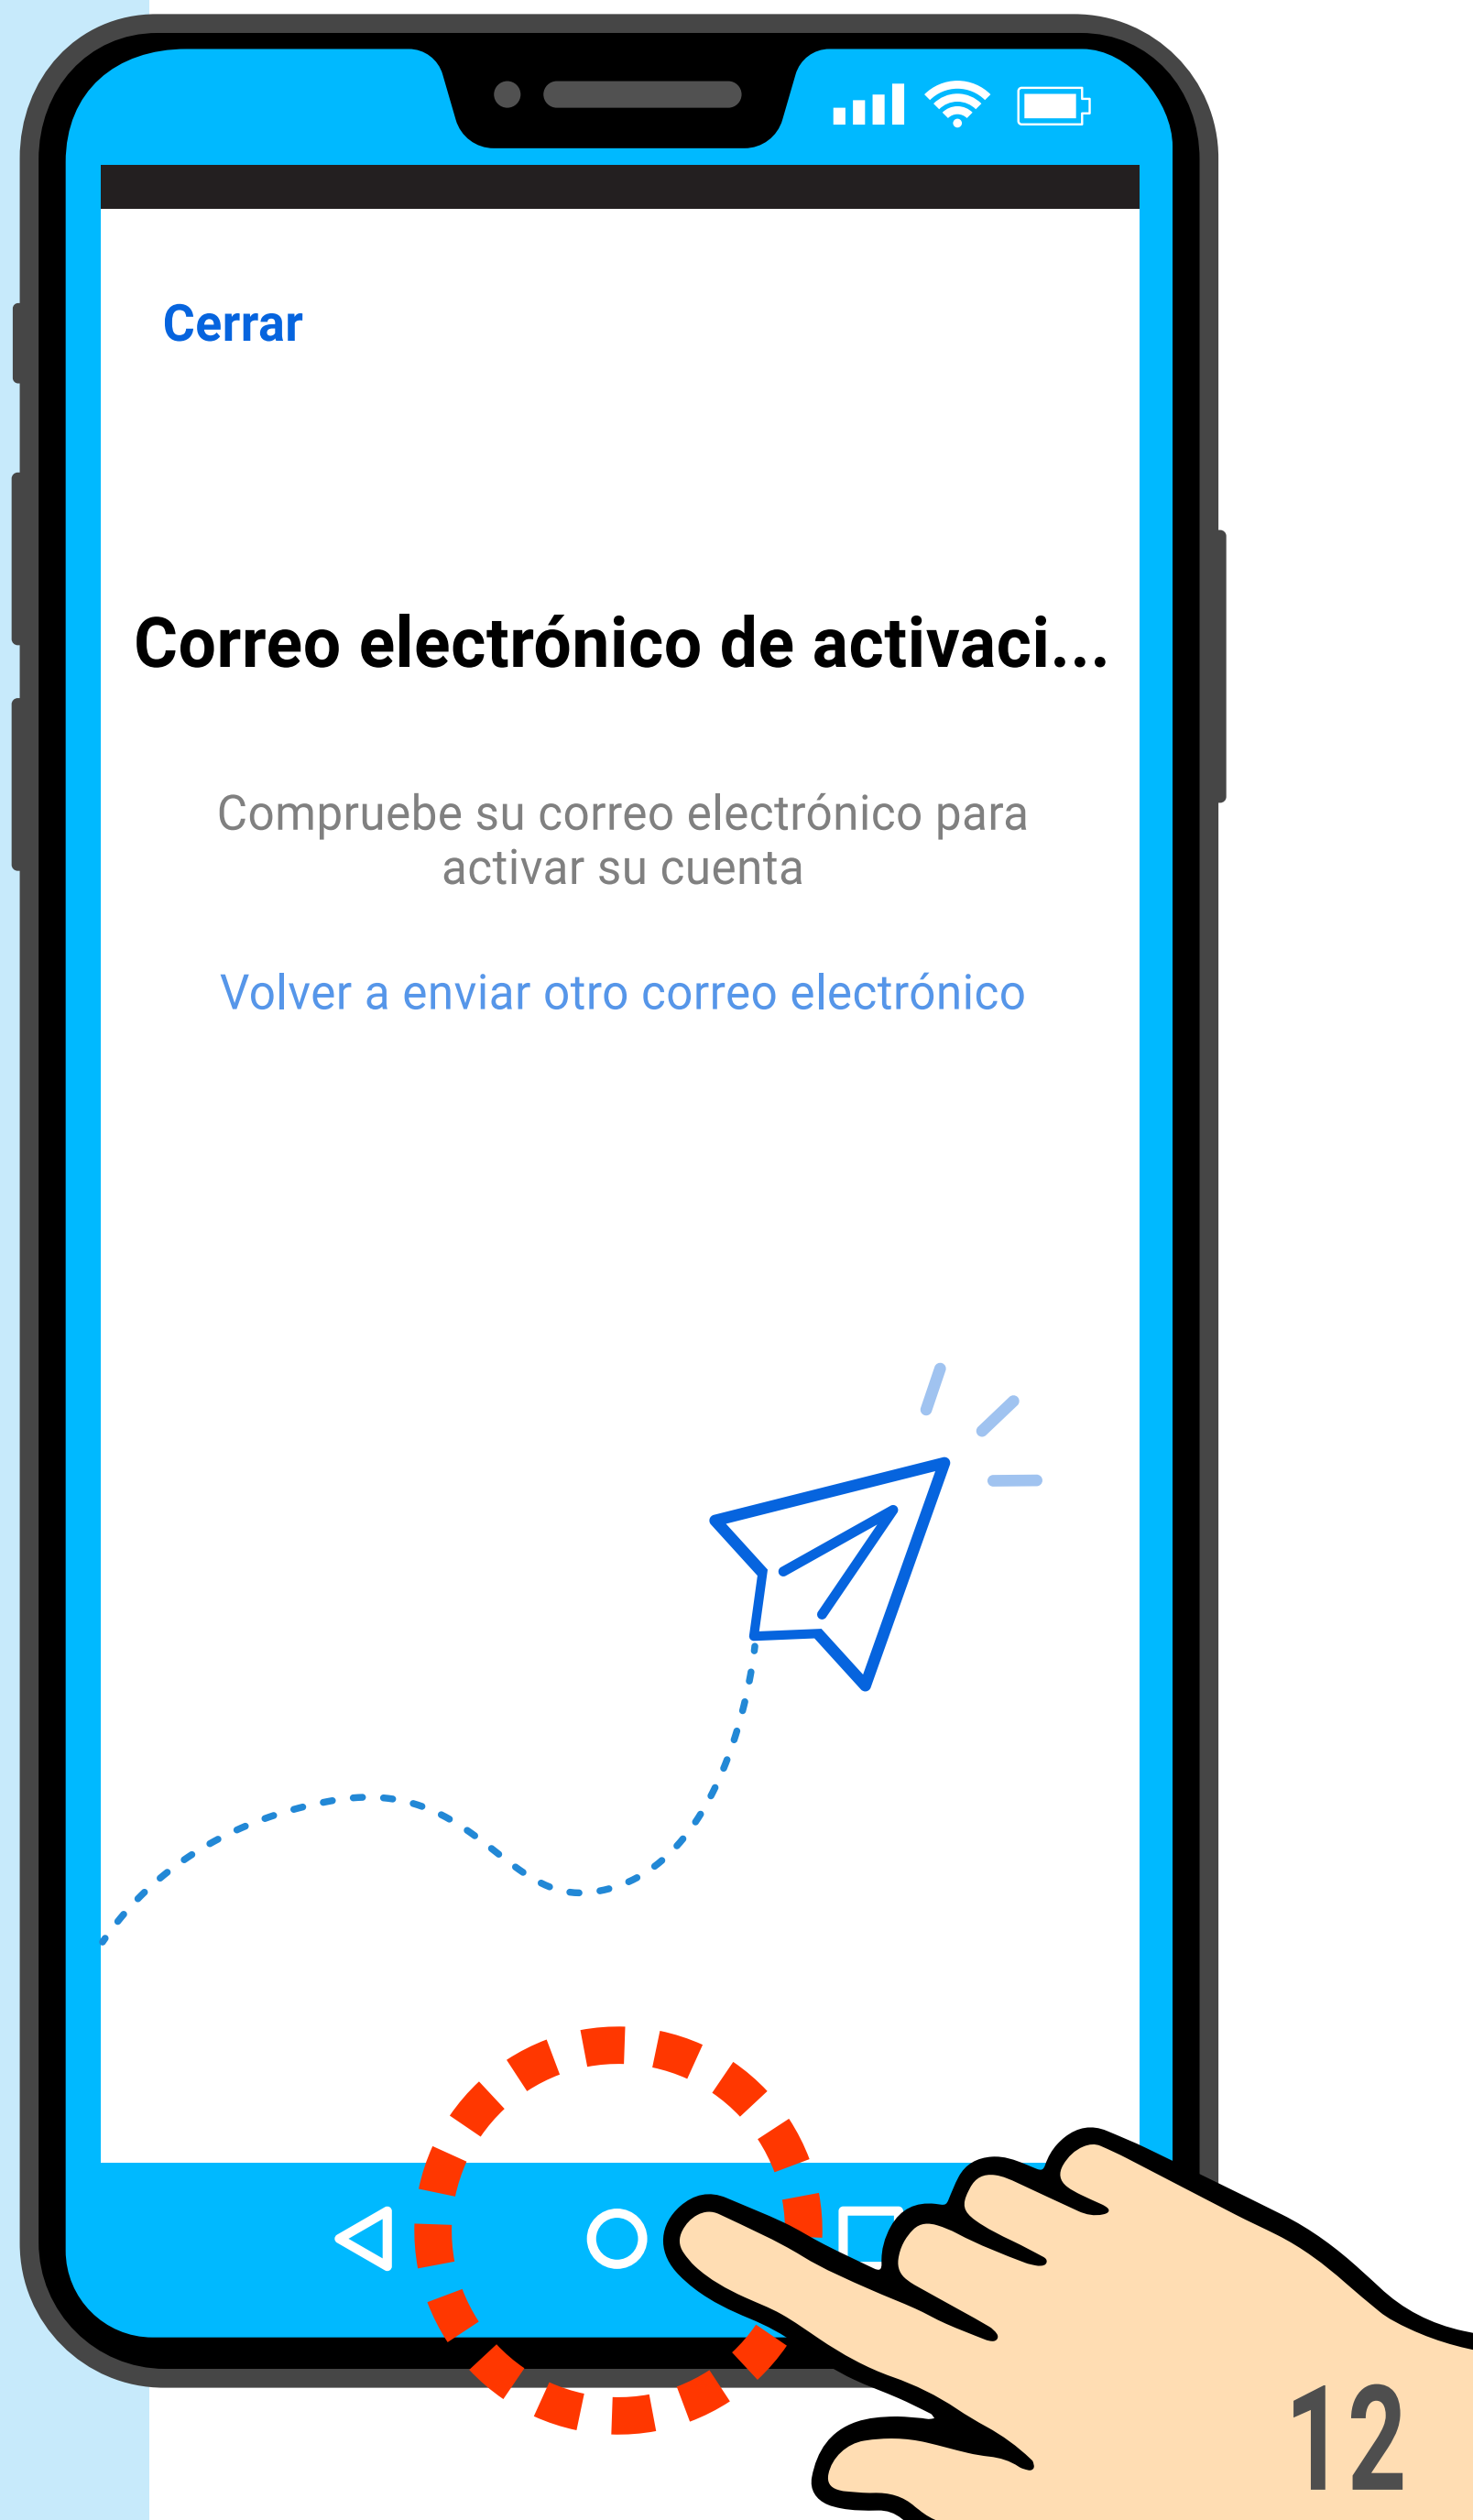 Cerrar
Correo electrónico de activaci...
Compruebe su correo electrónico para
activar su cuenta
Volver a enviar otro correo electrónico
12